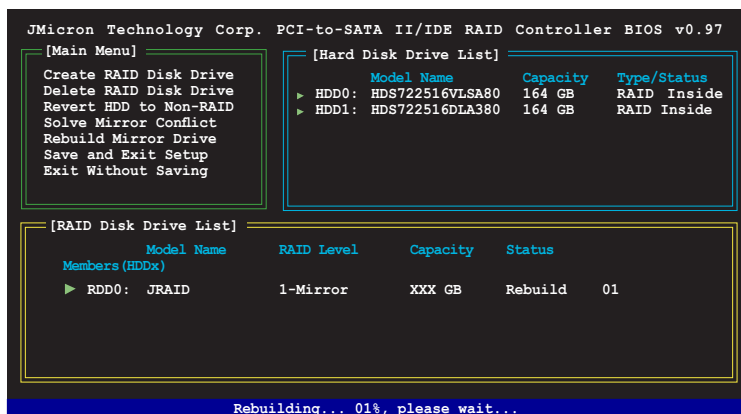 JMicron Technology Corp. PCI-to-SATA II/IDE RAID Controller BIOS v0.97
[Main Menu]
Create RAID Disk Drive
Delete RAID Disk Drive
Revert HDD to Non-RAID
Solve Mirror Conflict
Rebuild Mirror Drive
Save and Exit Setup
Exit Without Saving
[Hard Disk Drive List]
Model Name Capacity Type/Status
HDD0: HDS722516VLSA80 164 GB RAID Inside
HDD1: HDS722516DLA380 164 GB RAID Inside
[RAID Disk Drive List]
Model Name RAID Level Capacity Status
Members(HDDx)
RDD0: JRAID 1-Mirror XXX GB Rebuild 01
Rebuilding... 01%, please wait...